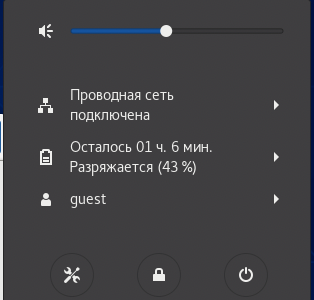 Проводная сеть
подключена
Осталось 01 ч. 6 мин.
Разряжается (43 %)
guest